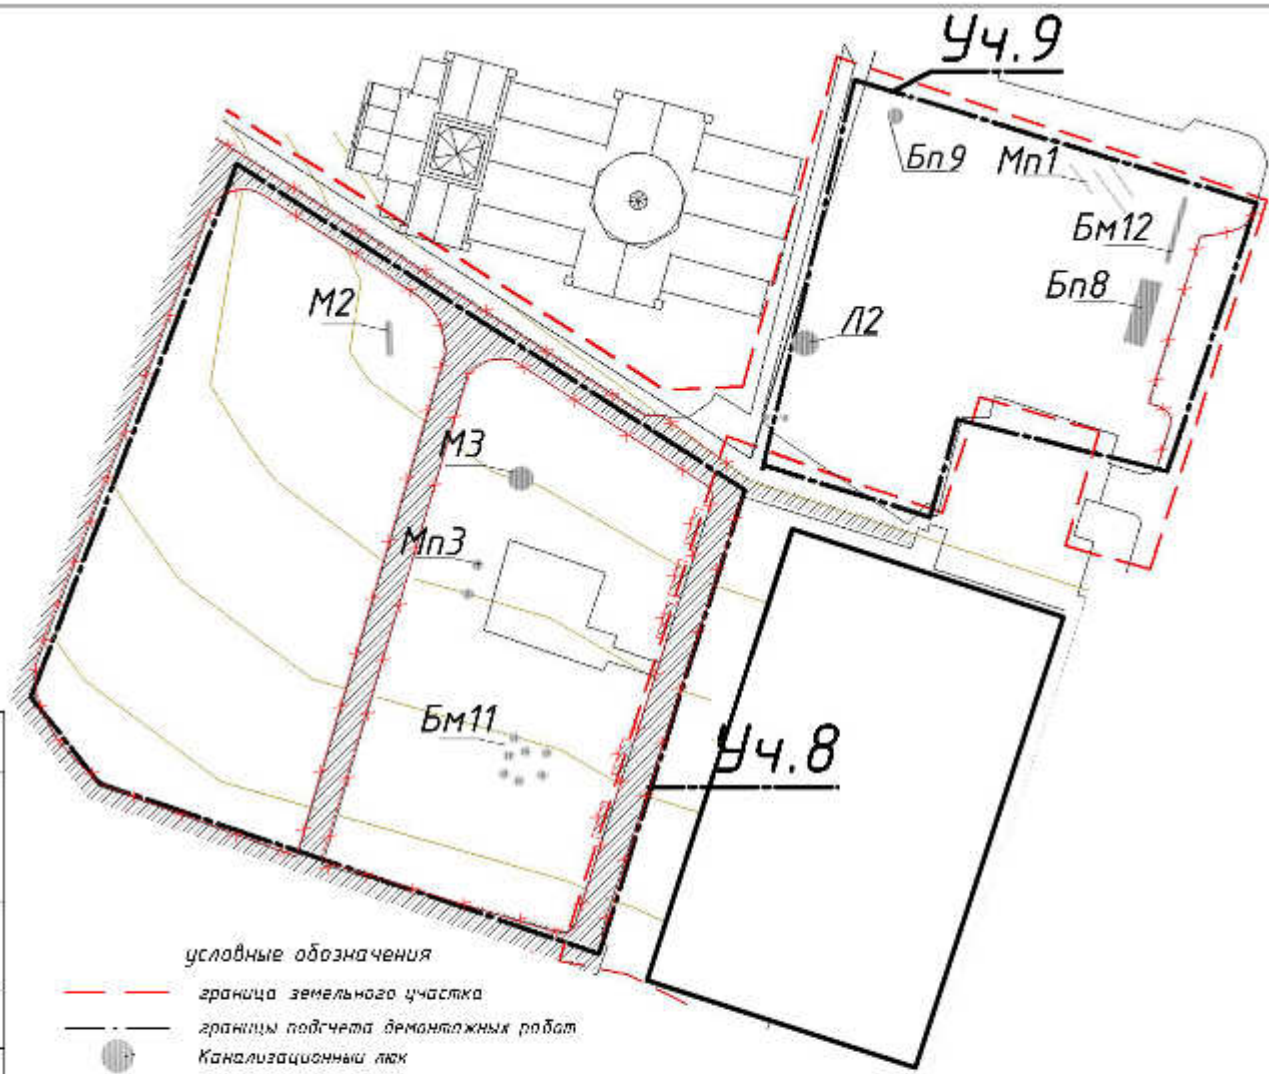 Уч.9
Бп9
Мп1
Бм12
Бп8
М2
Л2
М3
Мп3
Бм11
Уч.8
условные обозначения
граница земельного участка
границы подсчета демонтажных работ
Канализационный люк